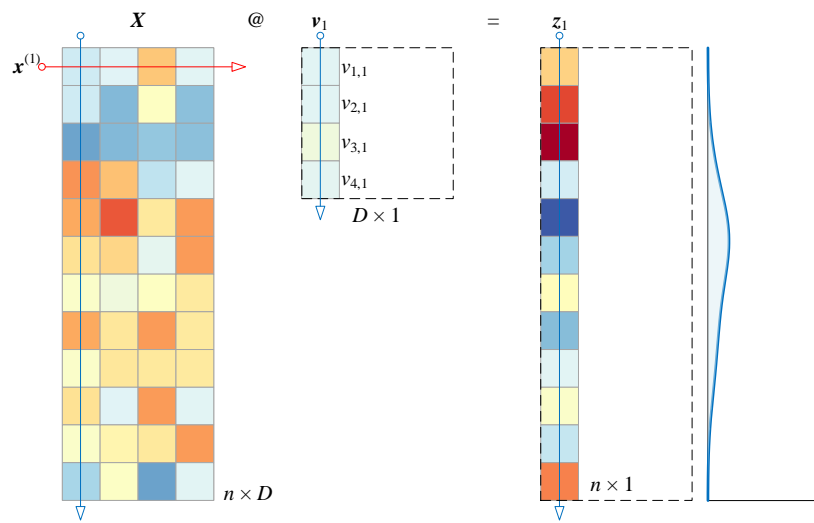 X @ v₁ = z₁
x⁽¹⁾
v₁,₁
v₂,₁
v₃,₁
v₄,₁
D × 1
n × D
n × 1